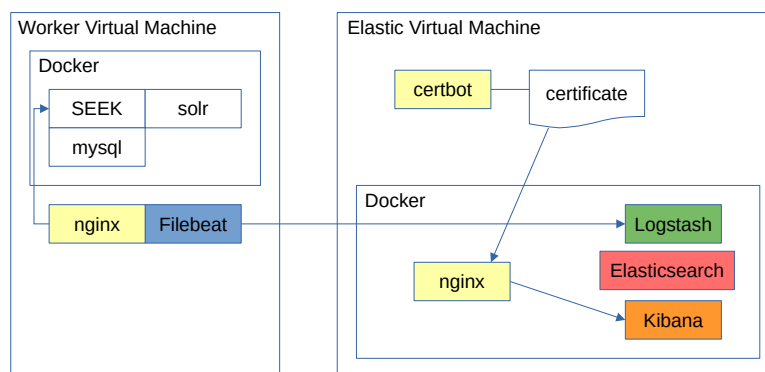 Worker Virtual Machine
Docker
SEEK
solr
mysql
nginx
Filebeat
Elastic Virtual Machine
certbot
certificate
Docker
Logstash
Elasticsearch
nginx
Kibana